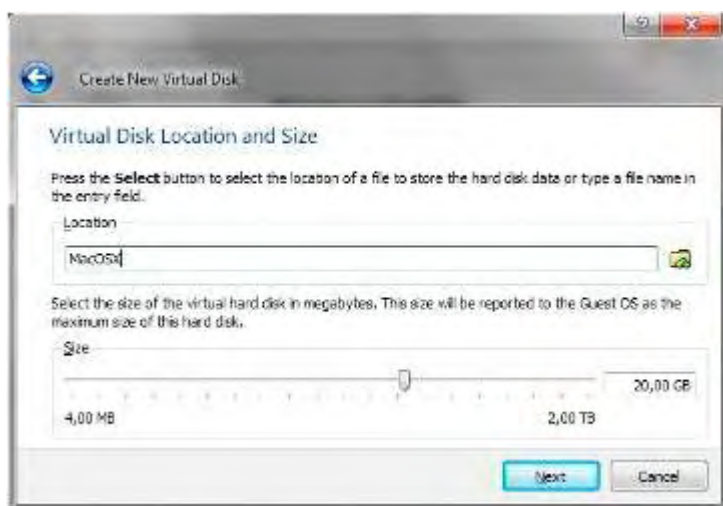 Create New Virtual Disk
Virtual Disk Location and Size
Press the Select button to select the location of a file to store the hard disk data or type a file name in
the entry field.
Location
MacOSX
Select the size of the virtual hard disk in megabytes. This size will be reported to the Guest OS as the
maximum size of this hard disk.
Size
20,00 GB
4,00 MB 2,00 TB
Next Cancel